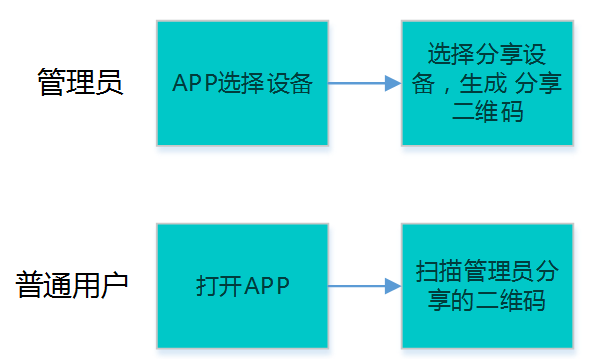 管理员
APP选择设备
选择分享设
备，生成 分享
二维码
普通用户
打开APP
扫描管理员分
享的二维码